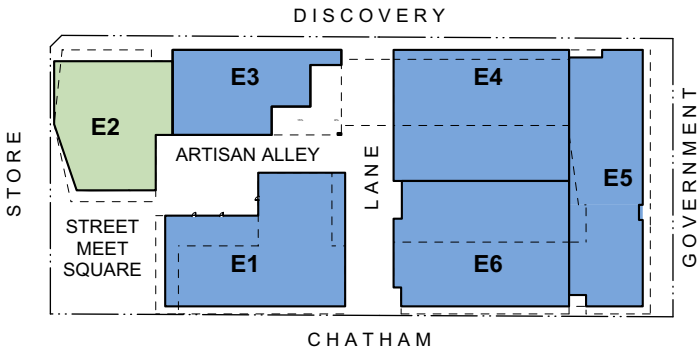 DISCOVERY
E3
E4
E2
STORE
ARTISAN ALLEY
LANE
E5
GOVERNMENT
STREET
MEET
SQUARE
E1
E6
CHATHAM